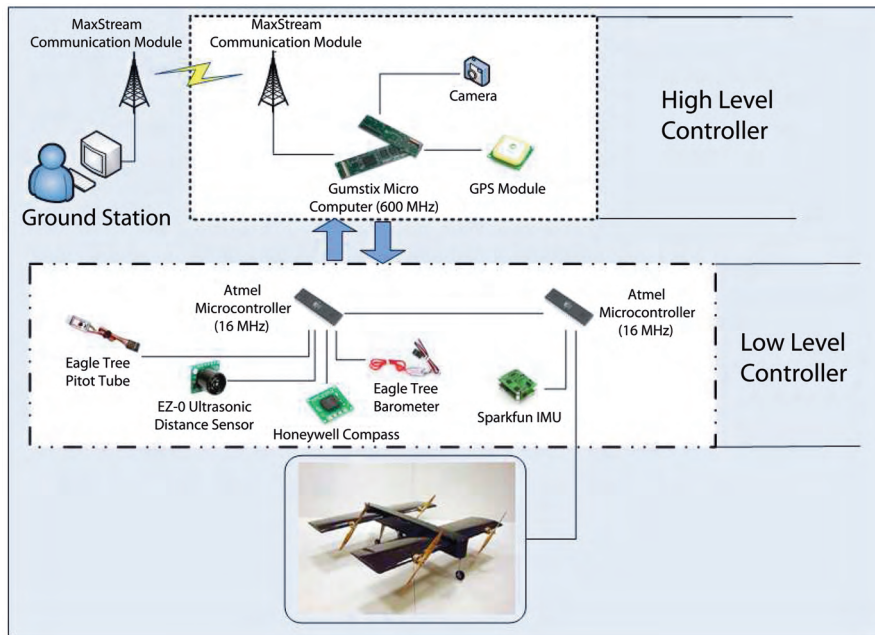 MaxStream
Communication Module
MaxStream
Communication Module
Camera
High Level
Controller
Gumstix Micro
Computer (600 MHz)
GPS Module
Ground Station
Atmel
Microcontroller
(16 MHz)
Atmel
Microcontroller
(16 MHz)
Low Level
Controller
Eagle Tree
Pitot Tube
EZ-0 Ultrasonic
Distance Sensor
Honeywell Compass
Eagle Tree
Barometer
Sparkfun IMU